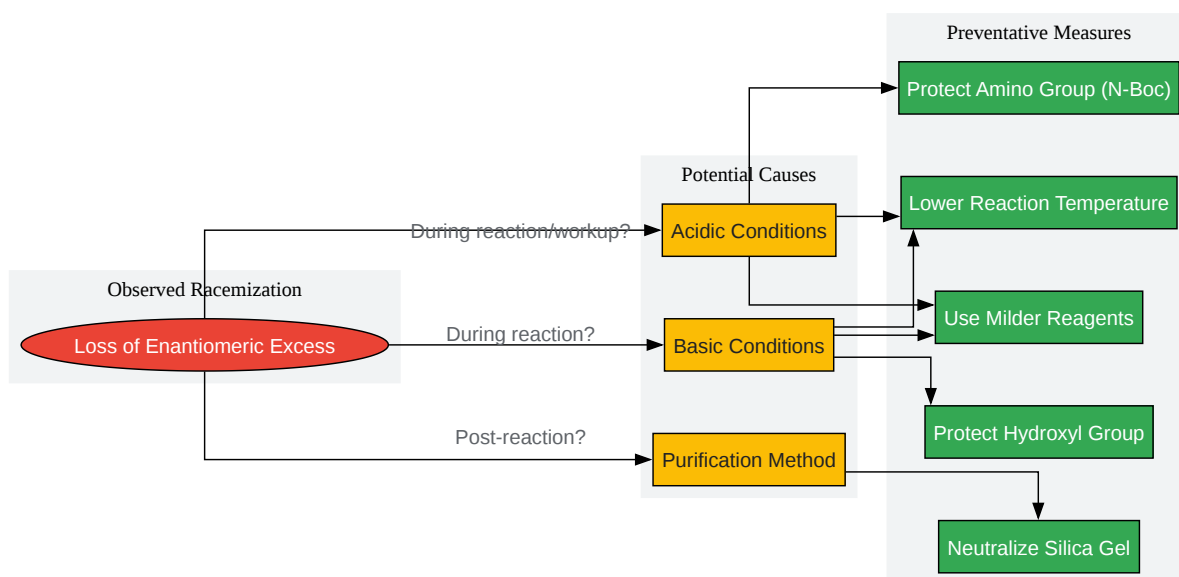 Preventative Measures
Protect Amino Group (N-Boc)
Potential Causes
Lower Reaction Temperature
During reaction/workup?
Acidic Conditions
Observed Racemization
Use Milder Reagents
During reaction?
Loss of Enantiomeric Excess
Basic Conditions
Protect Hydroxyl Group
Post-reaction?
Purification Method
Neutralize Silica Gel